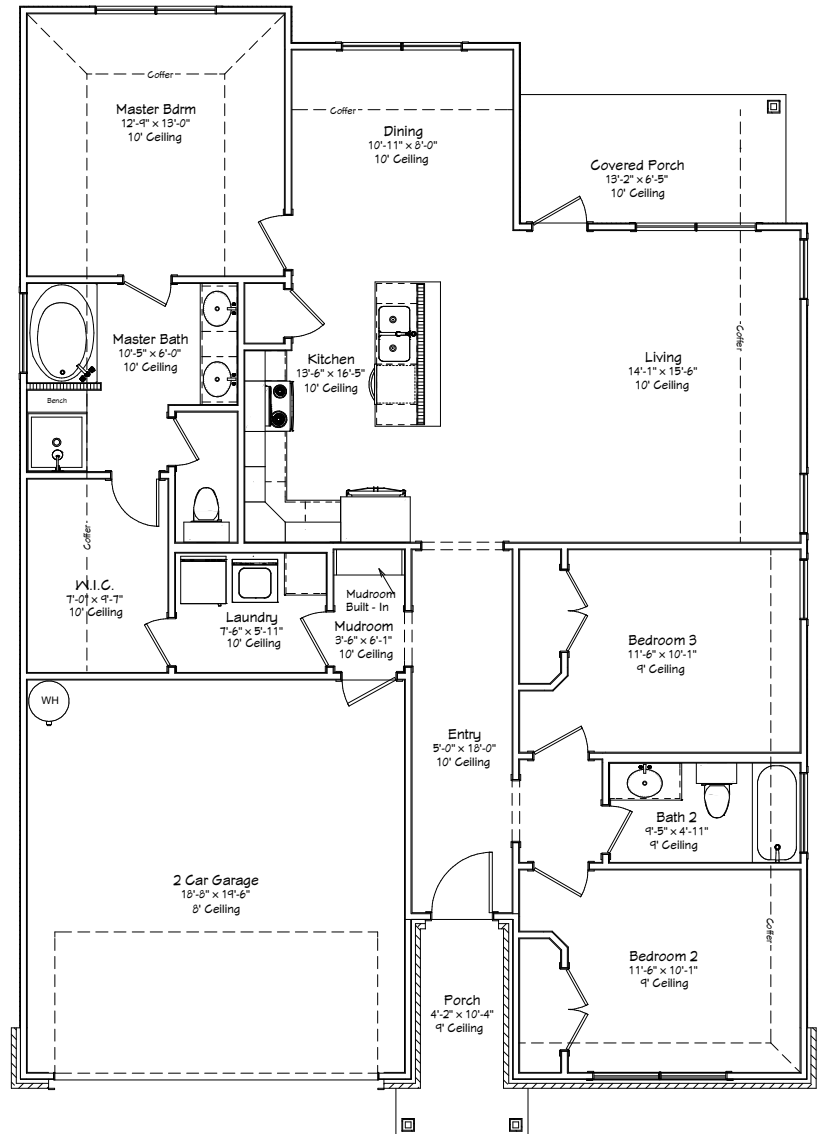 Coffer
Master Bdrm
12'-9" x 13'-0"
10' Ceiling
Coffer
Dining
10'-11" x 8'-0"
10' Ceiling
Covered Porch
13'-2" x 6'-5"
10' Ceiling
Master Bath
10'-5" x 6'-0"
10' Ceiling
Bench
Kitchen
13'-6" x 16'-5"
10' Ceiling
Living
14'-1" x 15'-6"
10' Ceiling
Coffer
Coffer
W.I.C.
7'-0" x 9'-7"
10' Ceiling
Laundry
7'-6" x 5'-11"
10' Ceiling
Mudroom
Built - In
Mudroom
3'-6" x 6'-1"
10' Ceiling
Bedroom 3
11'-6" x 10'-1"
9' Ceiling
WH
Entry
5'-0" x 18'-0"
10' Ceiling
Bath 2
9'-5" x 4'-11"
9' Ceiling
2 Car Garage
18'-8" x 19'-6"
8' Ceiling
Coffer
Bedroom 2
11'-6" x 10'-1"
9' Ceiling
Porch
4'-2" x 10'-4"
9' Ceiling